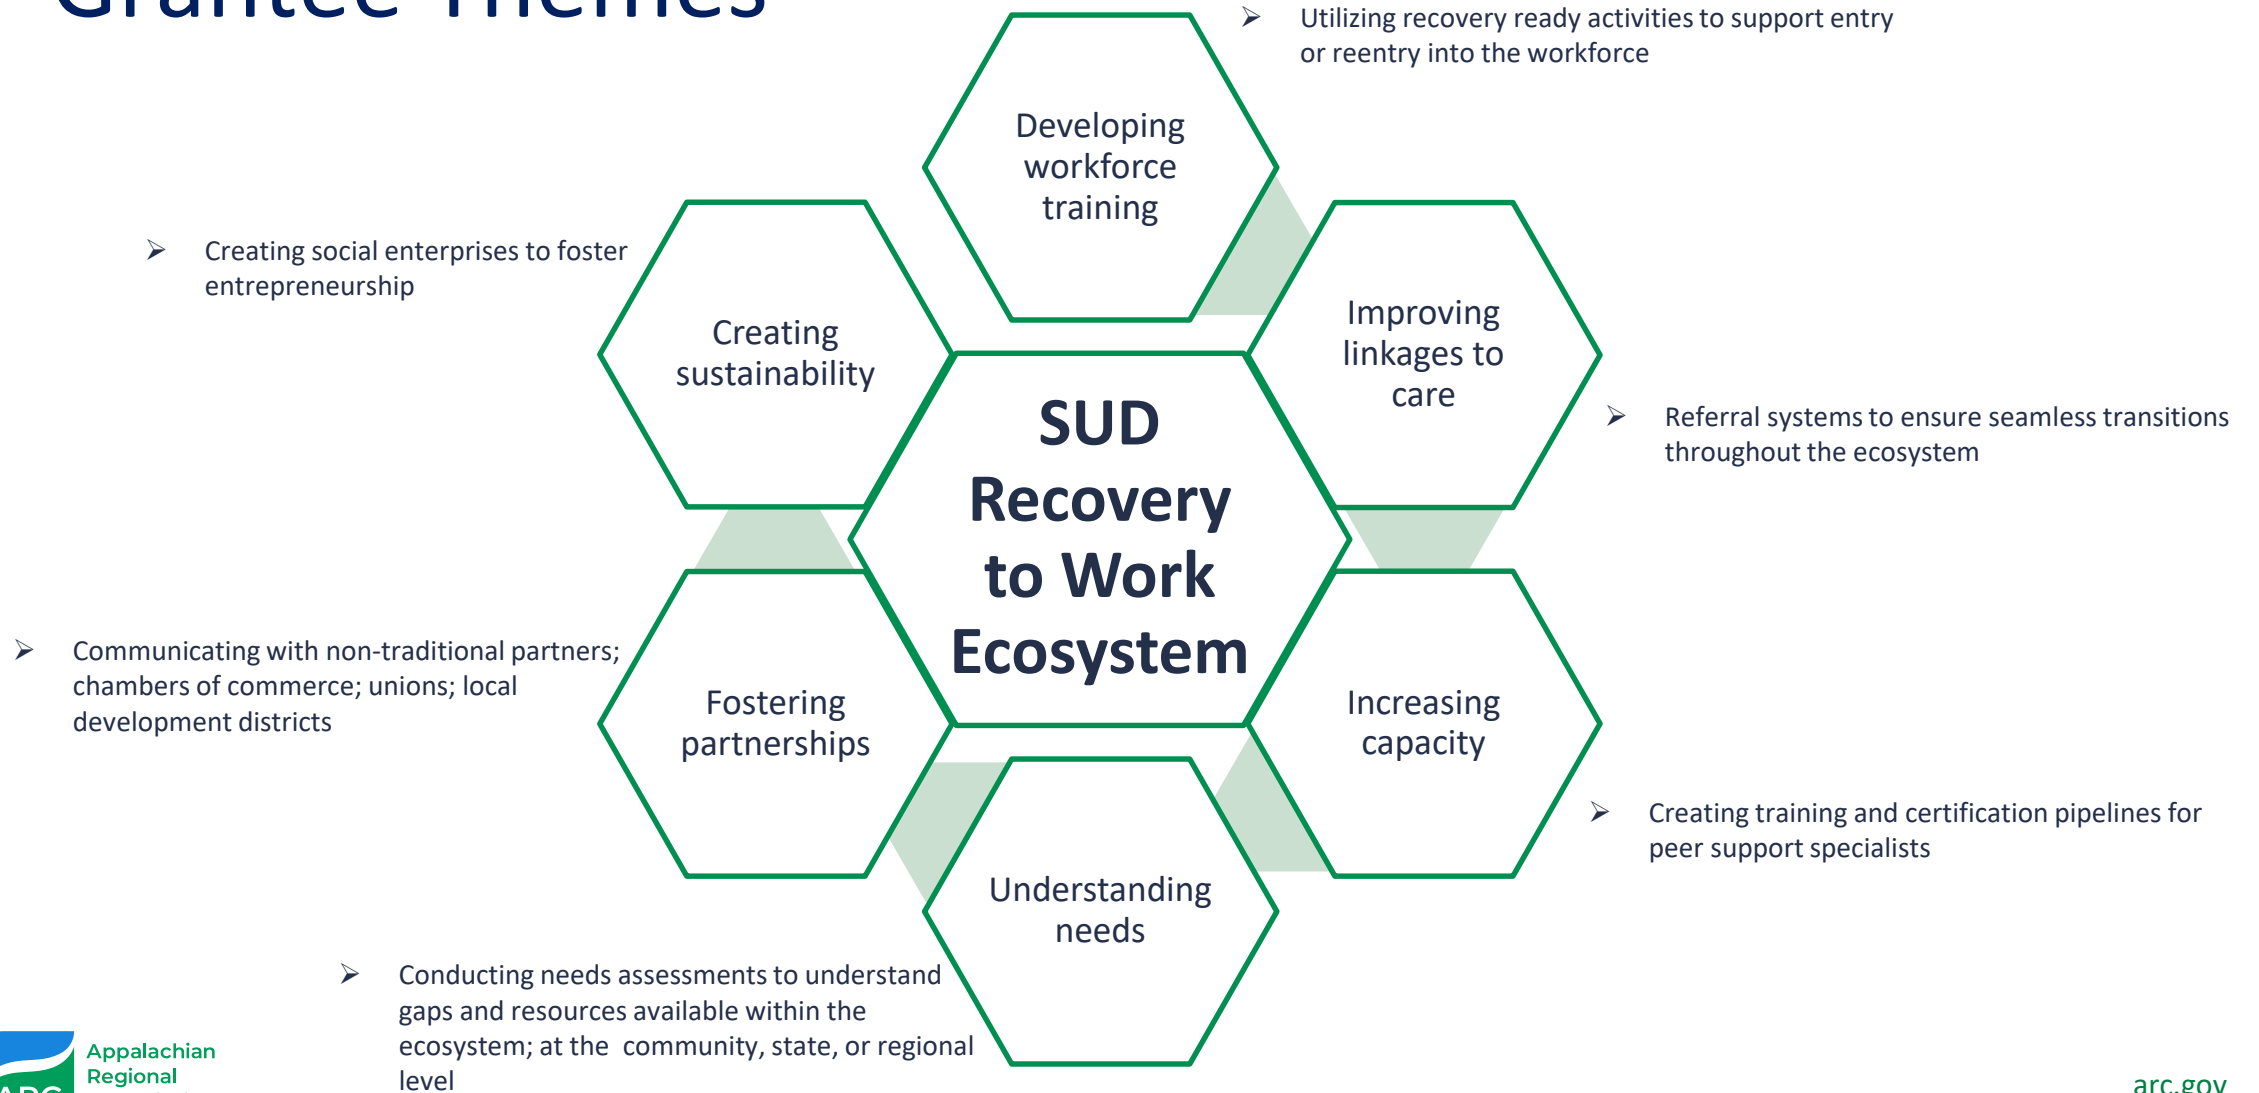 Grantee Themes
➢ Utilizing recovery ready activities to support entry
or reentry into the workforce
Developing
workforce
training
➢ Creating social enterprises to foster
entrepreneurship
Creating
sustainability
Improving
linkages to
care
➢ Referral systems to ensure seamless transitions
throughout the ecosystem
SUD
Recovery
to Work
Ecosystem
➢ Communicating with non-traditional partners;
chambers of commerce; unions; local
development districts
Fostering
partnerships
Increasing
capacity
➢ Creating training and certification pipelines for
peer support specialists
Understanding
needs
➢ Conducting needs assessments to understand
gaps and resources available within the
ecosystem; at the  community, state, or regional
level
Appalachian
Regional
ARC
arc.gov